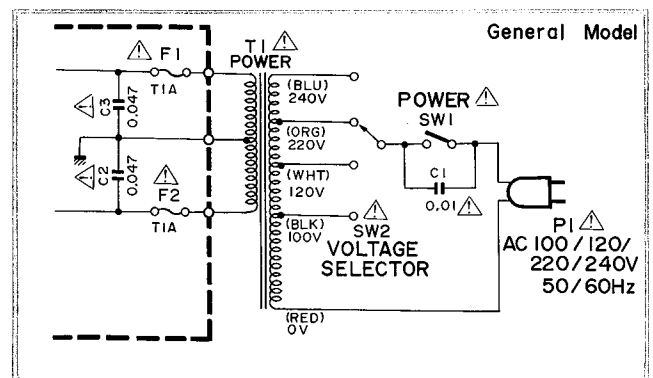 General Model
F1
T1A
T1
POWER
(BLU)
240V
(ORG)
220V
(WHT)
120V
(BLK)
100V
(RED)
0V
C3
0.047
C2
0.047
F2
T1A
POWER
SW1
C1
0,01
SW2
VOLTAGE
SELECTOR
P1
AC 100/120/
220/240V
50/60Hz